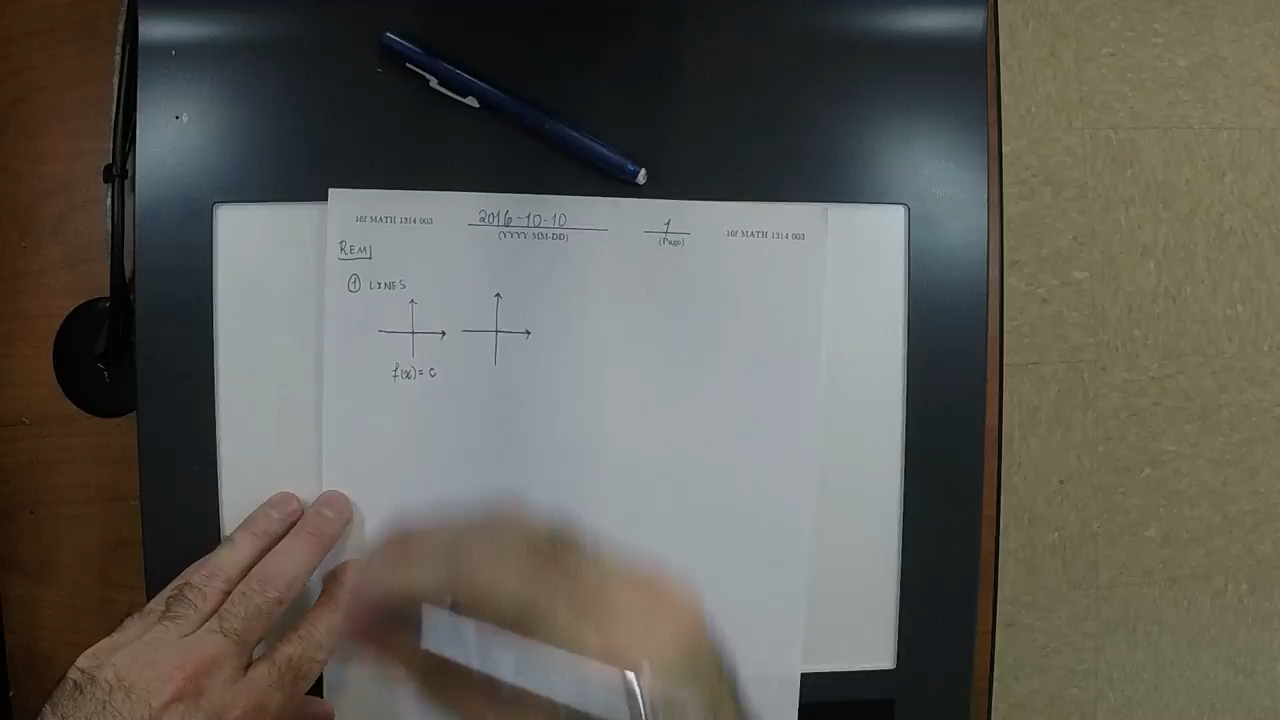 16f MATH 1314 003 2016-10-10 1 16f MATH 1314 003
(YYYY-MM-DD) (Page)
REM
① LINES
f(x) = c